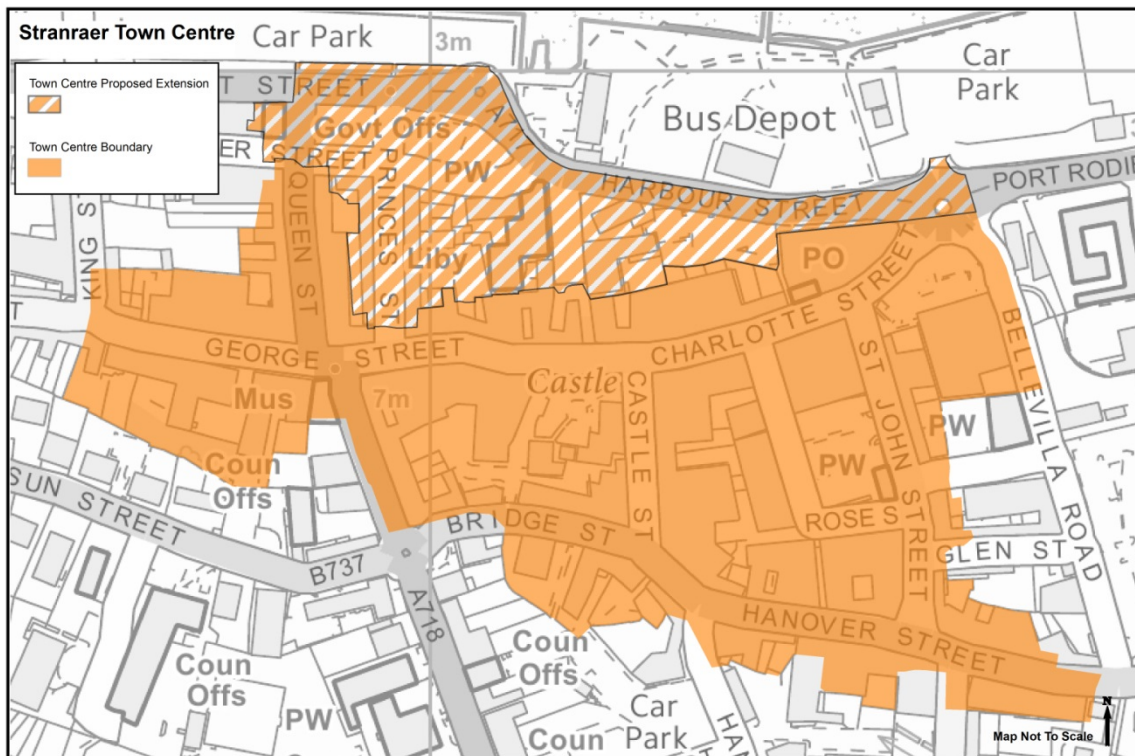 Stranraer Town Centre
Car Park
3m
Car
Park
Town Centre Proposed Extension
Town Centre Boundary
T STREET
Govt Offs
Bus Depot
ER STREET
PW
PRINCES ST
QUEEN ST
KING S
HARBOUR STREET
PORT RODIE
Liby
PO
GEORGE STREET
CHARLOTTE STREET
BELLEVILLA ROAD
Castle
CASTLE ST
ST JOHN STREET
Mus
7m
PW
PW
Coun
Offs
SUN STREET
BRIDGE ST
ROSE S
GLEN ST
B737
A718
HANOVER STREET
Coun
Offs
Coun
Offs
PW
Car
Park
Coun
HAN
N
Map Not To Scale